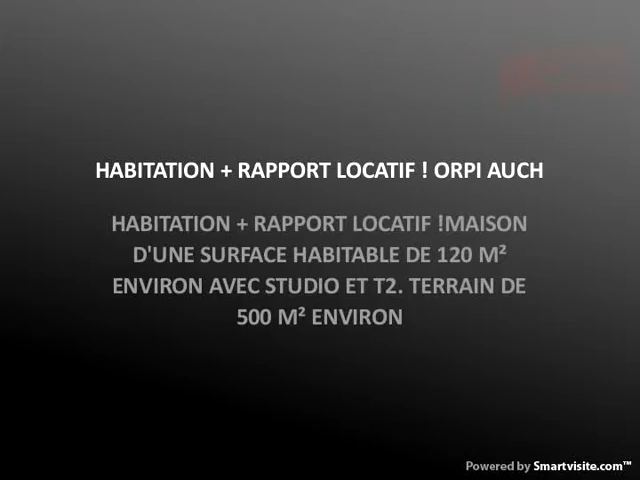 HABITATION + RAPPORT LOCATIF ! ORPI AUCH
HABITATION + RAPPORT LOCATIF !MAISON
D'UNE SURFACE HABITABLE DE 120 M²
ENVIRON AVEC STUDIO ET T2. TERRAIN DE
500 M² ENVIRON
Powered by Smartvisite.com™